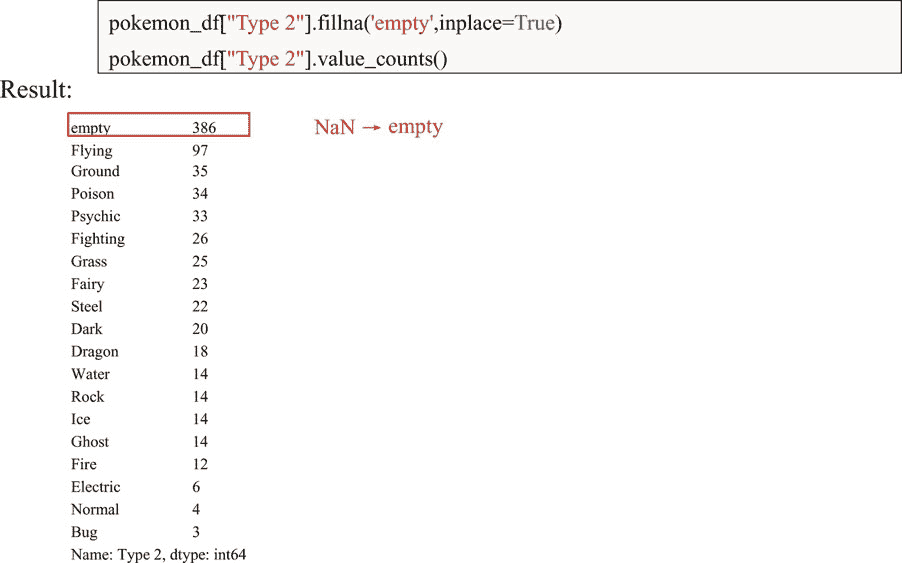 pokemon_df["Type 2"].fillna('empty',inplace=True)
pokemon_df["Type 2"].value_counts()
Result:
empty 386 NaN → empty
Flying 97
Ground 35
Poison 34
Psychic 33
Fighting 26
Grass 25
Fairy 23
Steel 22
Dark 20
Dragon 18
Water 14
Rock 14
Ice 14
Ghost 14
Fire 12
Electric 6
Normal 4
Bug 3
Name: Type 2, dtype: int64